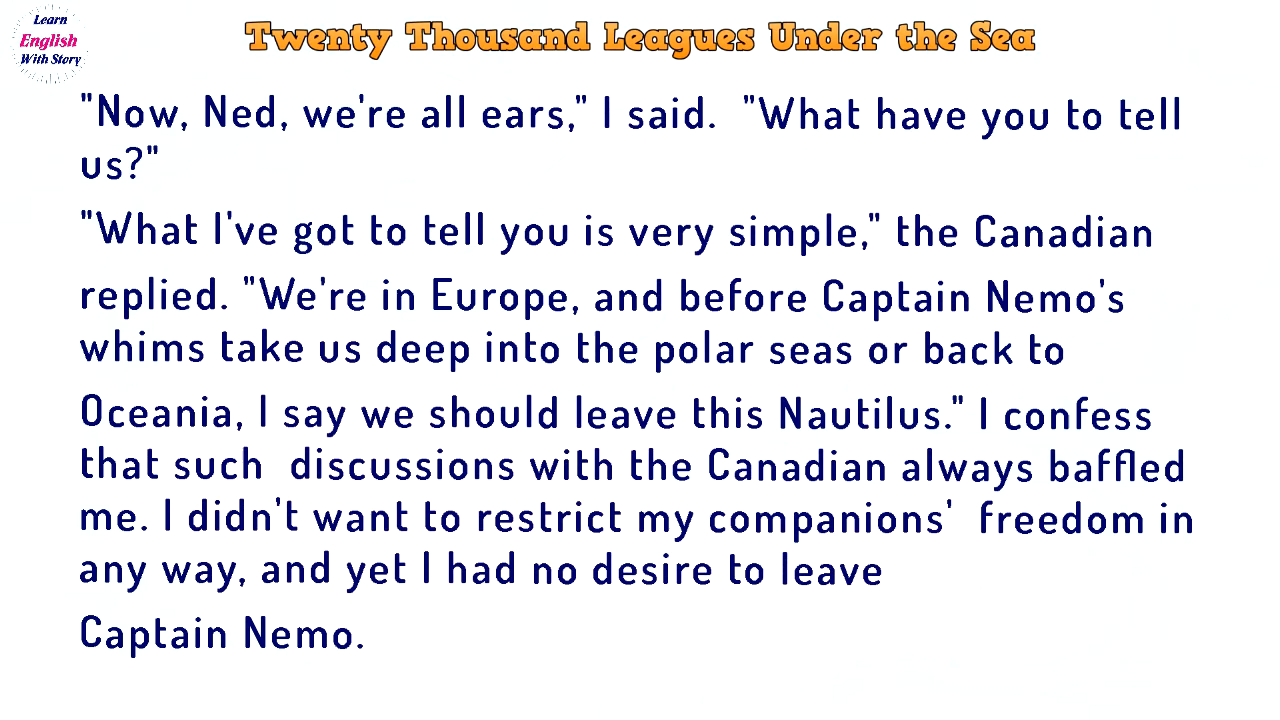 Learn
English
With Story
Twenty Thousand Leagues Under the Sea
"Now, Ned, we're all ears," I said.  "What have you to tell
us?"
"What I've got to tell you is very simple," the Canadian
replied. "We're in Europe, and before Captain Nemo's
whims take us deep into the polar seas or back to
Oceania, I say we should leave this Nautilus." I confess
that such  discussions with the Canadian always baffled
me. I didn't want to restrict my companions'  freedom in
any way, and yet I had no desire to leave
Captain Nemo.